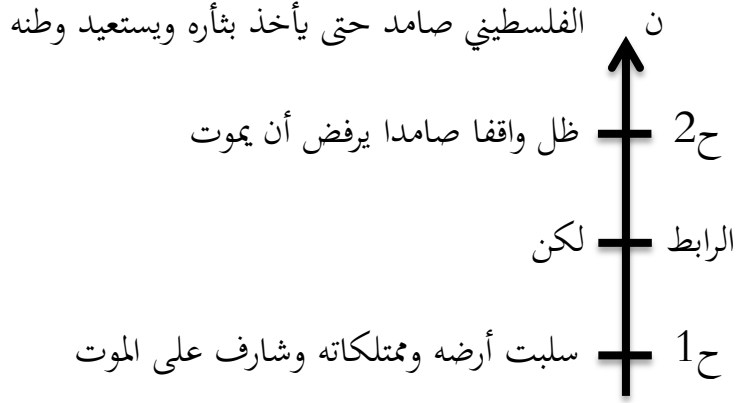 ن الفلسطيني صامد حتى يأخذ بثأره ويستعيد وطنه
ح2 ظل واقفا صامدا يرفض أن يموت
الرابط لكن
ح1 سلبت أرضه وممتلكاته وشارف على الموت